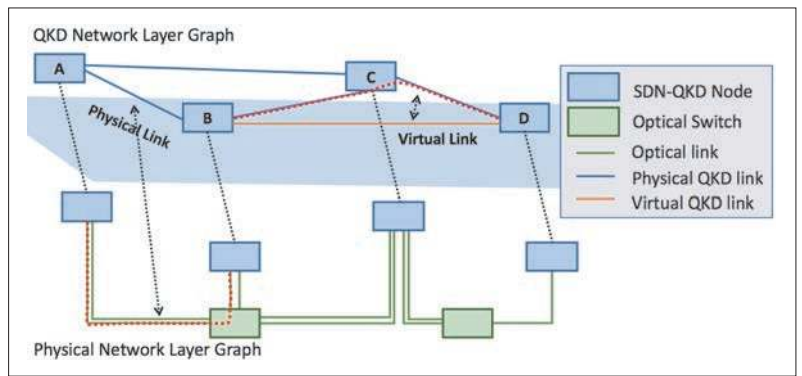 QKD Network Layer Graph
A
C
B
D
Physical Link
Virtual Link
SDN-QKD Node
Optical Switch
Optical link
Physical QKD link
Virtual QKD link
Physical Network Layer Graph